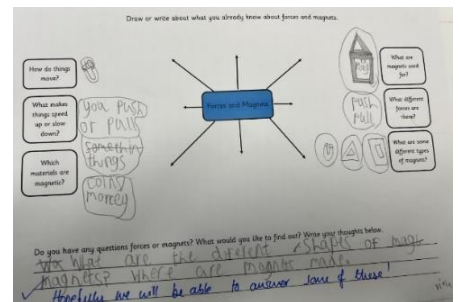 Draw or write about what you already know about forces and magnets.
How do things
move?
What makes
things speed
up or slow
down?
Which
materials are
magnetic?
you push
or pull
somethin
things
coins
money
Forces and Magnets
What are
magnets used
for?
push
Pull
What different
forces are
there?
What are some
different types
of magnets?
Do you have any questions forces or magnets? What would you like to find out? Write your thoughts below.
What are the diferent shapes of mag
magnets? where are magnits made.
✓ Hopefully we will be able to answer some of these!